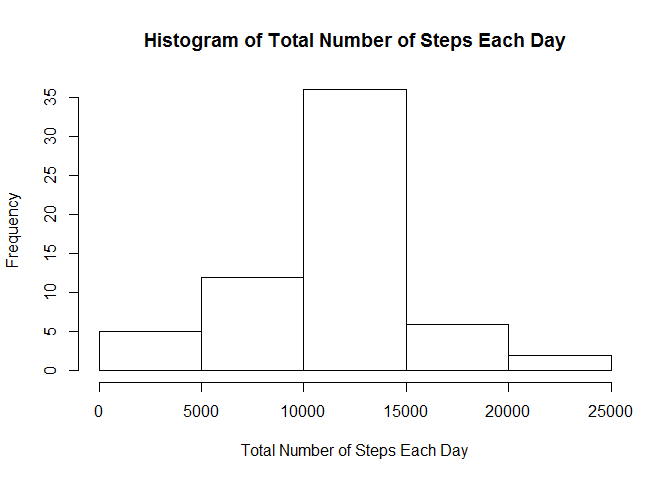 Histogram of Total Number of Steps Each Day
Frequency
35
30
25
20
15
10
5
0
0 5000 10000 15000 20000 25000
Total Number of Steps Each Day